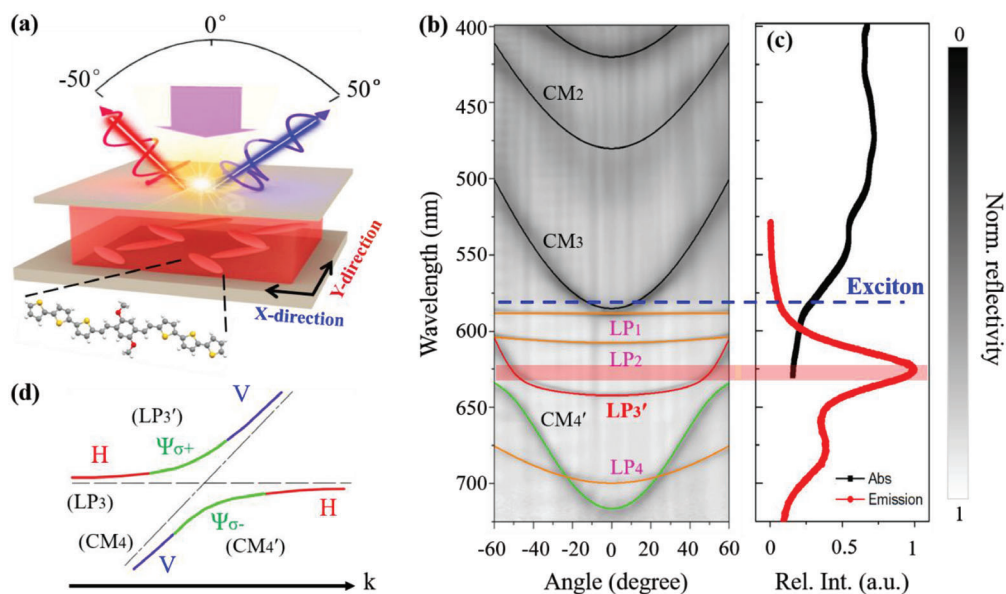 (a)
0°
-50°
50°
Y-direction
X-direction
(b)
400
450
500
550
600
650
700
Wavelength (nm)
CM2
CM3
Exciton
LP1
LP2
LP3′
CM4′
LP4
-60 -40 -20 0 20 40 60
Angle (degree)
(c)
Abs
Emission
0 0.5 1
Rel. Int. (a.u.)
0
Norm. reflectivity
1
(d)
(LP3′)
V
H
Ψσ+
(LP3)
Ψσ-
H
(CM4)
(CM4′)
V
k